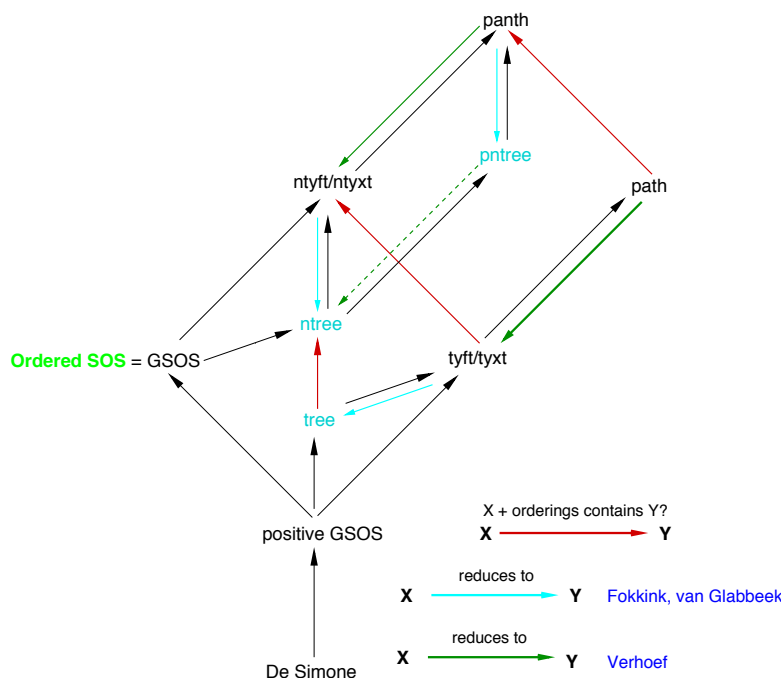 panth
pntree
ntyft/ntyxt
path
ntree
Ordered SOS = GSOS
tyft/tyxt
tree
X + orderings contains Y?
X Y
positive GSOS
reduces to
X Y Fokkink, van Glabbeek
reduces to
X Y Verhoef
De Simone